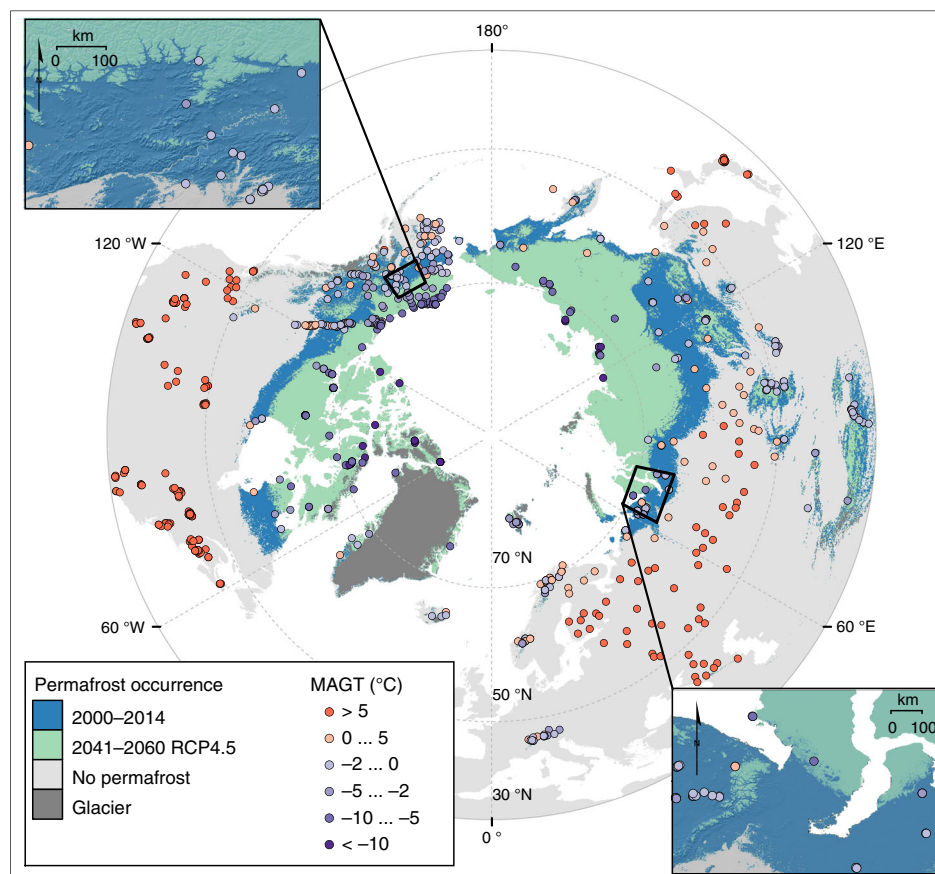 km
0 100
180°
120 °W
120 °E
70 °N
60 °W
60 °E
50 °N
30 °N
0°
Permafrost occurrence
2000–2014
2041–2060 RCP4.5
No permafrost
Glacier
MAGT (°C)
> 5
0 ... 5
–2 ... 0
–5 ... –2
–10 ... –5
< –10
km
0 100